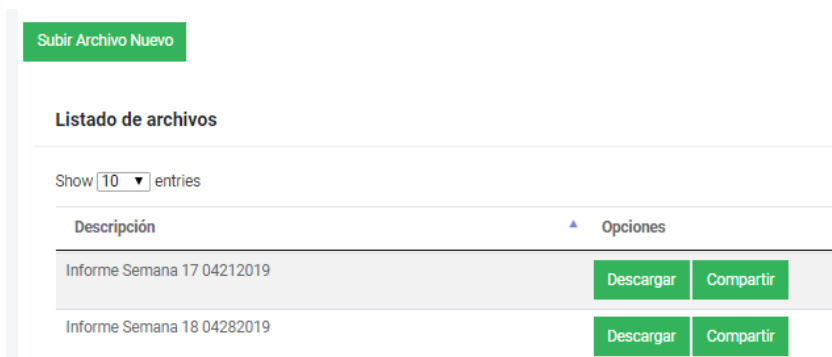 Subir Archivo Nuevo
Listado de archivos
Show 10 entries
Descripción Opciones
Informe Semana 17 04212019 Descargar Compartir
Informe Semana 18 04282019 Descargar Compartir